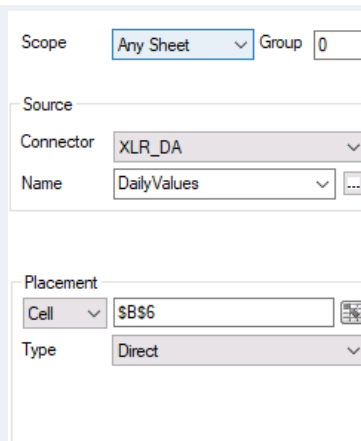 Scope Any Sheet Group 0
Source
Connector XLR_DA
Name DailyValues ...
Placement
Cell $B$6
Type Direct